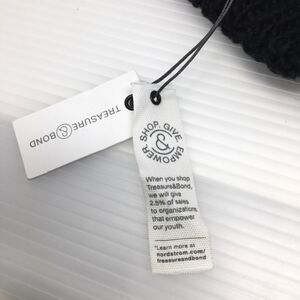 TREASURE & BOND
SHOP. GIVE. EMPOWER.
&
When you shop
Treasure&Bond,
we will give
2.5% of sales
to organizations
that empower
our youth.
*Learn more at
nordstrom.com/
treasureandbond